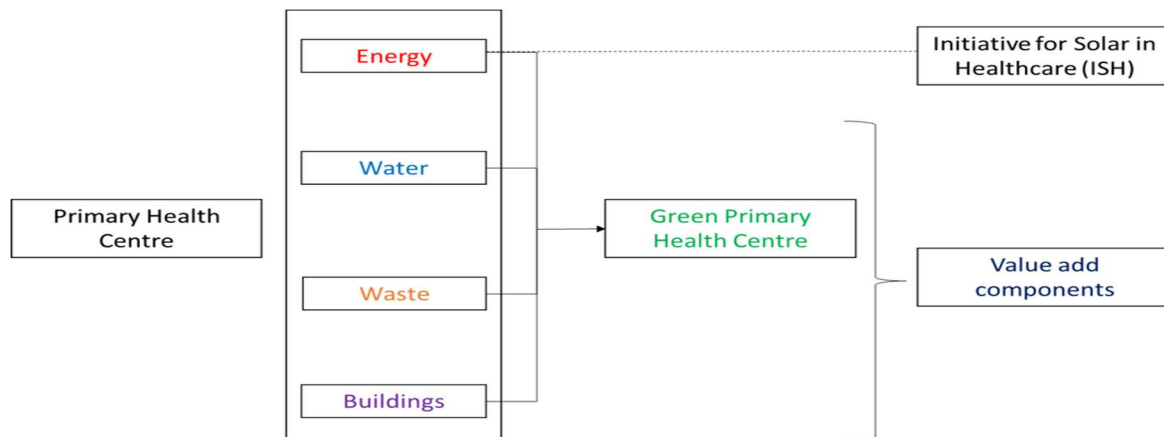 Primary Health
Centre
Energy
Water
Waste
Buildings
Green Primary
Health Centre
Initiative for Solar in
Healthcare (ISH)
Value add
components